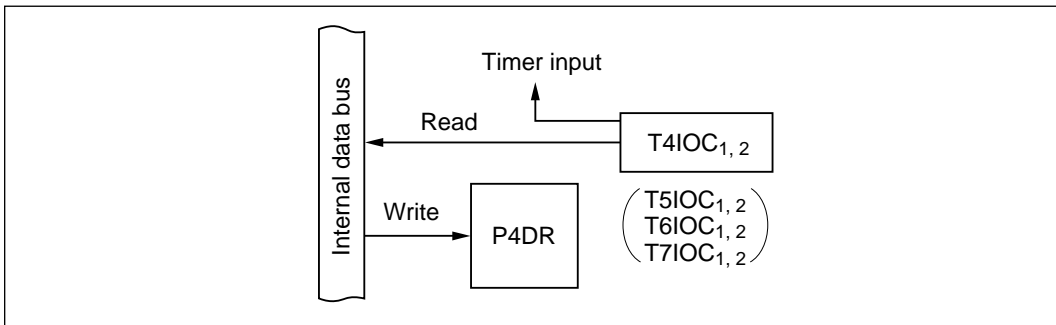 Timer input
Internal data bus
Read
T4IOC1, 2
T5IOC1, 2
Write
P4DR
T6IOC1, 2
T7IOC1, 2